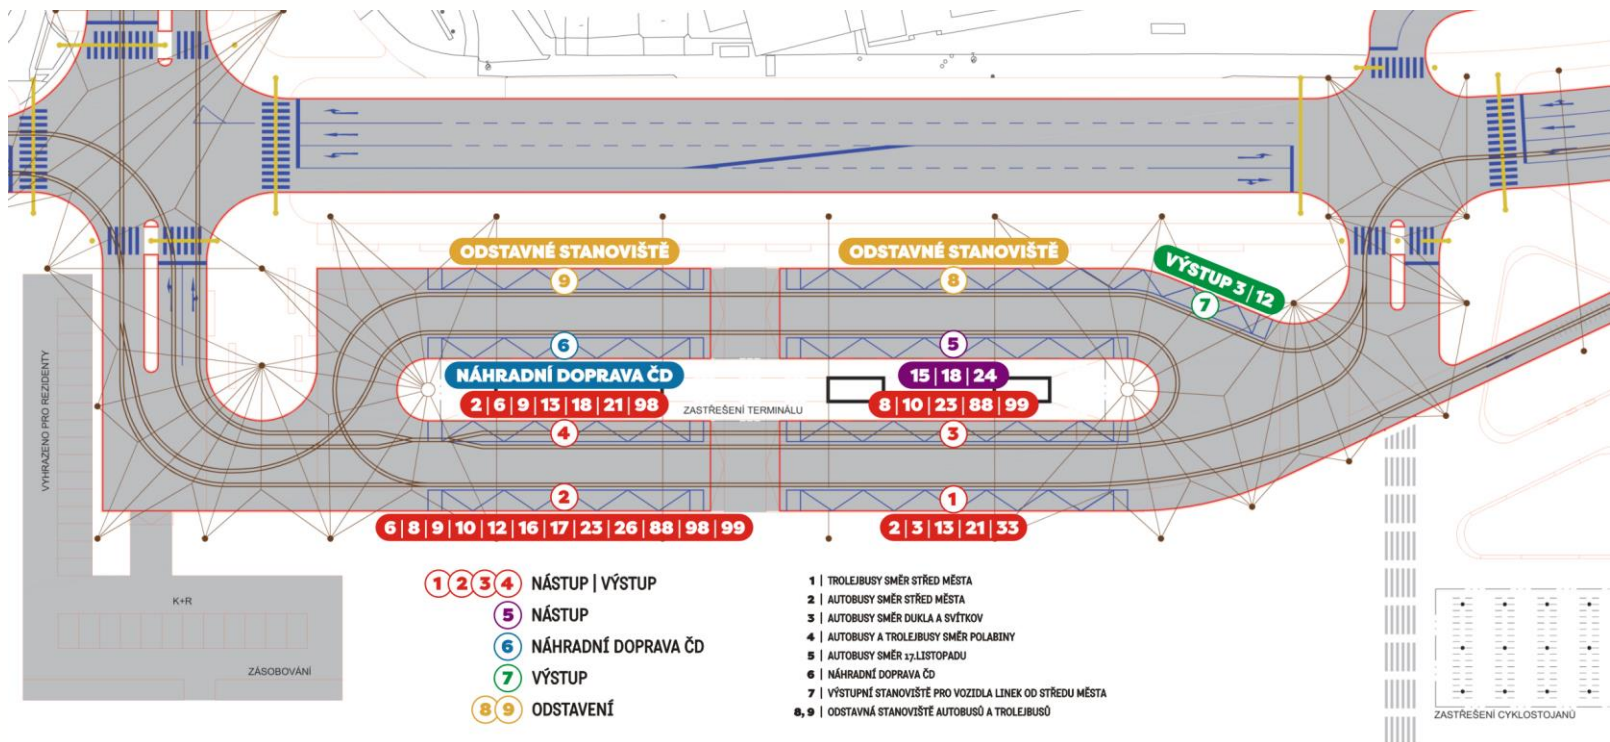 ODSTAVNÉ STANOVIŠTĚ
9
ODSTAVNÉ STANOVIŠTĚ
8
VÝSTUP 3 | 12
7
6
NÁHRADNÍ DOPRAVA ČD
2 | 6 | 9 | 13 | 18 | 21 | 98
4
5
15 | 18 | 24
8 | 10 | 23 | 88 | 99
3
ZASTŘEŠENÍ TERMINÁLU
2
6 | 8 | 9 | 10 | 12 | 16 | 17 | 23 | 26 | 88 | 98 | 99
1
2 | 3 | 13 | 21 | 33
VYHRAZENO PRO REZIDENTY
K+R
ZÁSOBOVÁNÍ
1 2 3 4 NÁSTUP | VÝSTUP
5 NÁSTUP
6 NÁHRADNÍ DOPRAVA ČD
7 VÝSTUP
8 9 ODSTAVENÍ
1 | TROLEJBUSY SMĚR STŘED MĚSTA
2 | AUTOBUSY SMĚR STŘED MĚSTA
3 | AUTOBUSY SMĚR DUKLA A SVÍTKOV
4 | AUTOBUSY A TROLEJBUSY SMĚR POLABINY
5 | AUTOBUSY SMĚR 17.LISTOPADU
6 | NÁHRADNÍ DOPRAVA ČD
7 | VÝSTUPNÍ STANOVIŠTĚ PRO VOZIDLA LINEK OD STŘEDU MĚSTA
8, 9 | ODSTAVNÁ STANOVIŠTĚ AUTOBUSŮ A TROLEJBUSŮ
ZASTŘEŠENÍ CYKLOSTOJANŮ